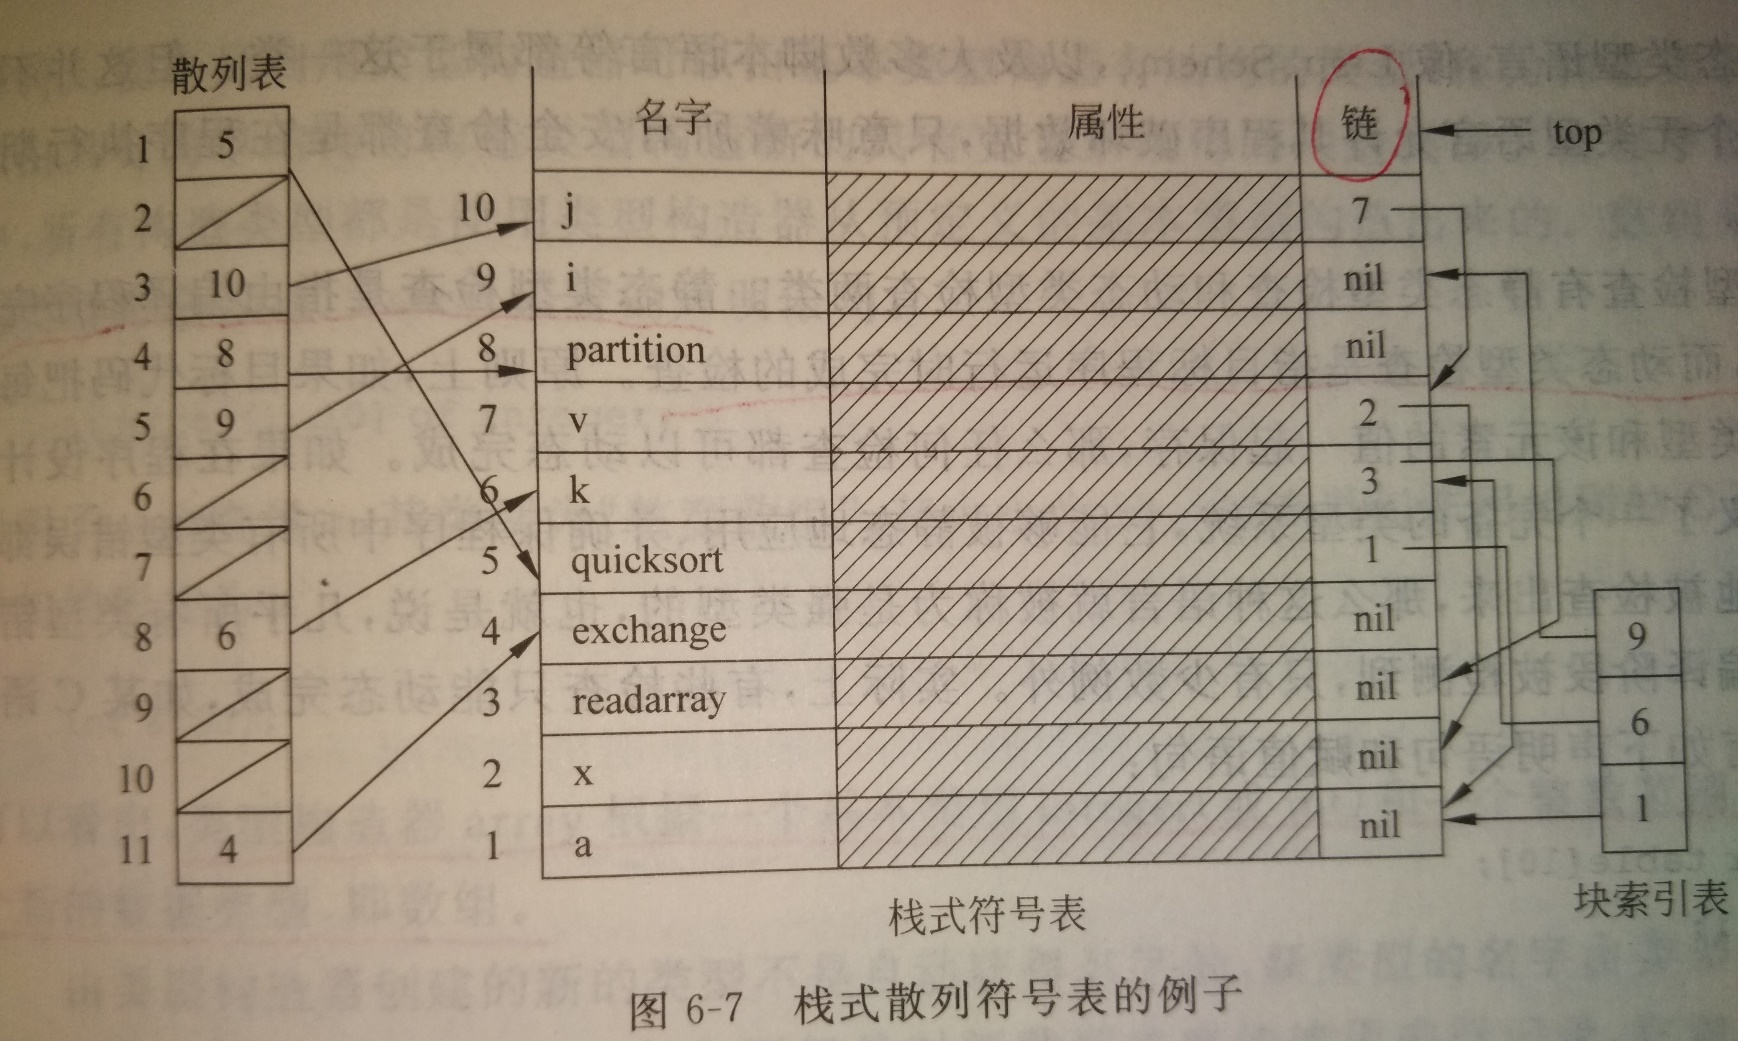 散列表
名字 属性 链
top
1 5
2
3 10
4 8
5 9
6
7
8 6
9
10
11 4
10 j 7
9 i nil
8 partition nil
7 v 2
6 k 3
5 quicksort 1
4 exchange nil
3 readarray nil
2 x nil
1 a nil
9
6
1
栈式符号表
块索引表
图 6-7 栈式散列符号表的例子